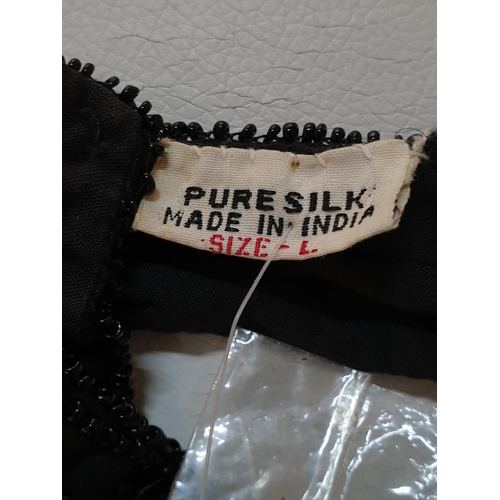 PURE SILK
MADE IN INDIA
SIZE - L